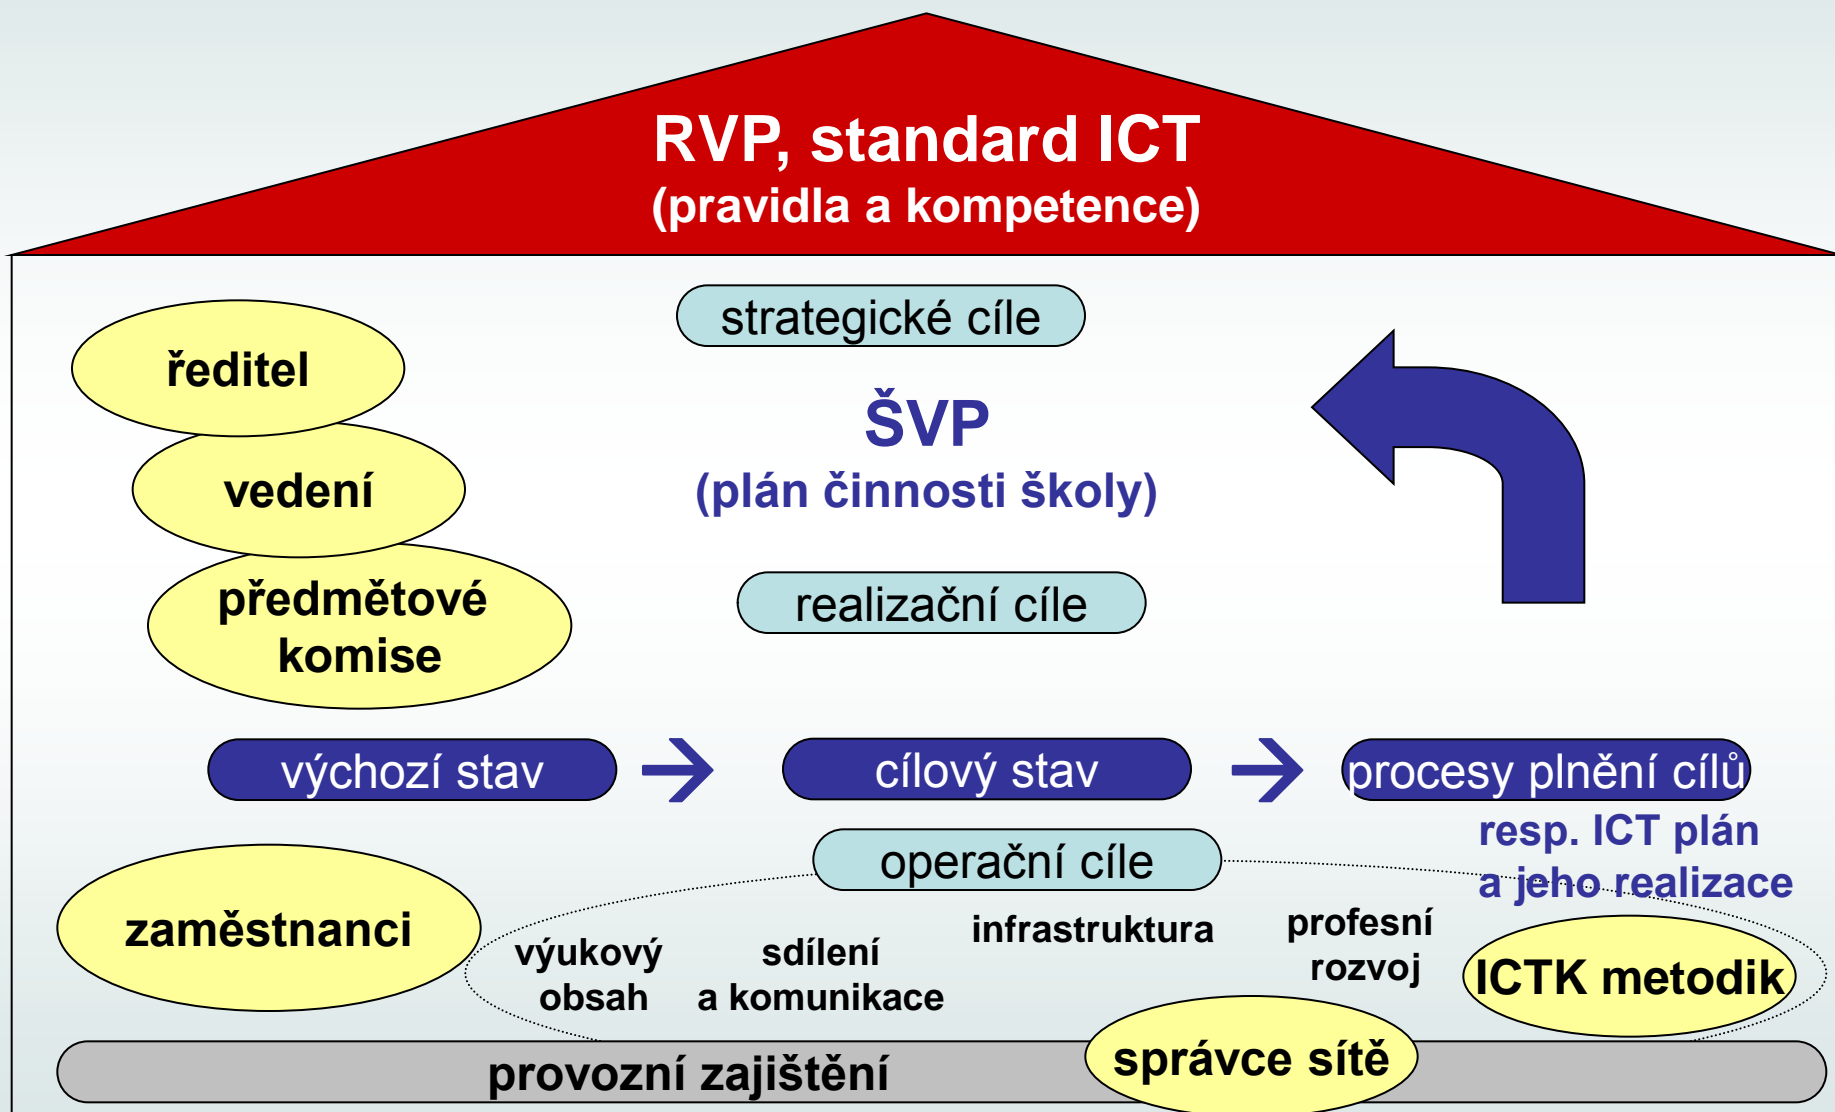 RVP, standard ICT
(pravidla a kompetence)
strategické cíle
ředitel
ŠVP
(plán činnosti školy)
vedení
předmětové
komise
realizační cíle
výchozí stav
cílový stav
procesy plnění cílů
resp. ICT plán
a jeho realizace
operační cíle
zaměstnanci
výukový
obsah
sdílení
a komunikace
infrastruktura
profesní
rozvoj
ICTK metodik
správce sítě
provozní zajištění